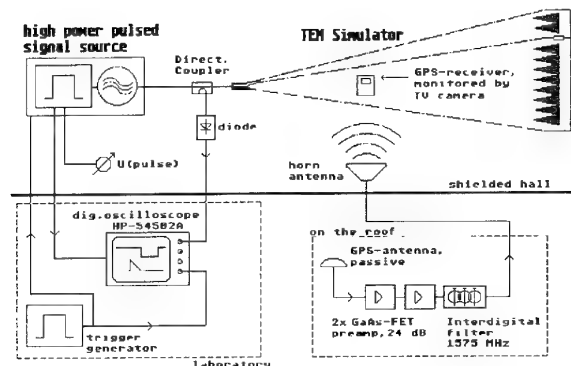 high power pulsed
signal source
TEM Simulator
Direct.
Coupler
GPS-receiver,
monitored by
TV camera
diode
U(pulse)
horn
antenna
shielded hall
dig.oscilloscope
HP-54502A
on the roof
GPS-antenna,
passive
2x GaAs-FET
preamp,24 dB
Interdigital
filter
1575 MHz
trigger
generator
laboratory